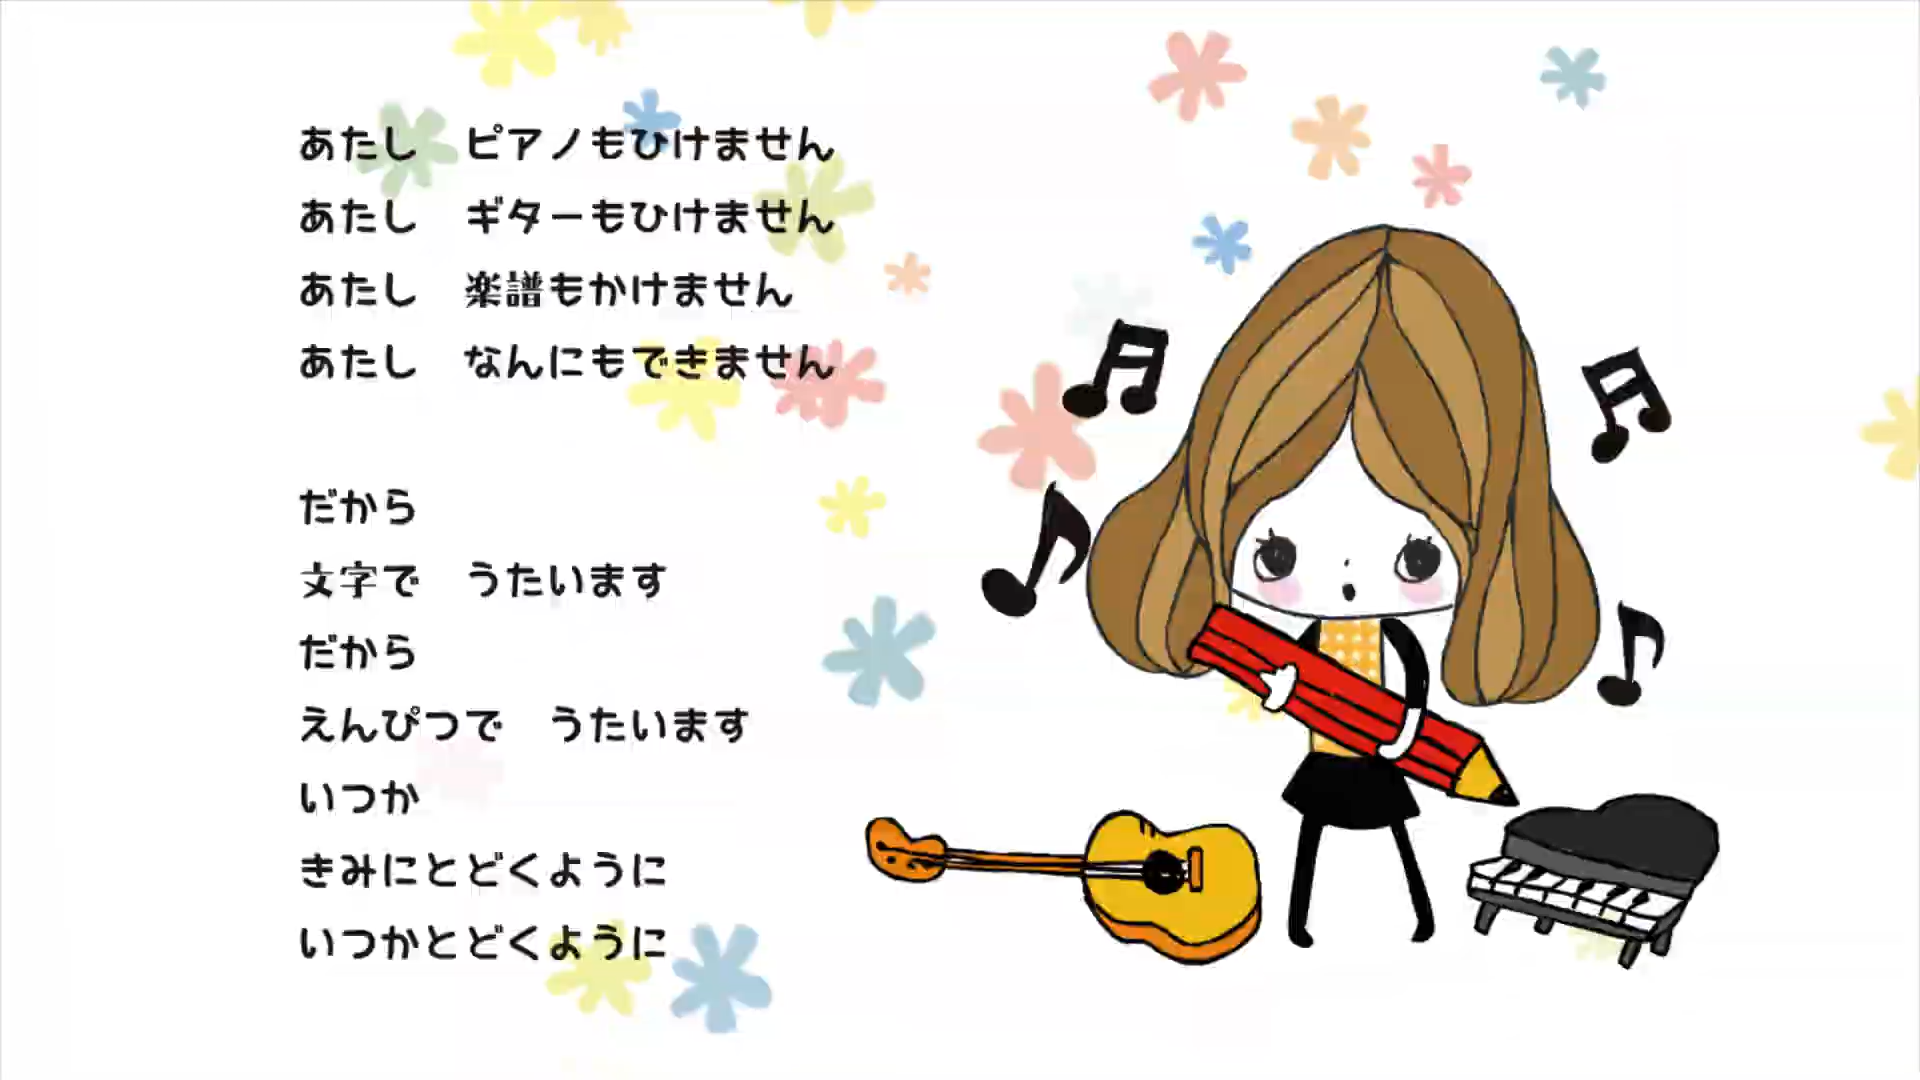 あたし　ピアノもひけません
あたし　ギターもひけません
あたし　楽譜もかけません
あたし　なんにもできません
だから
文字で　うたいます
だから
えんぴつで　うたいます
いつか
きみにとどくように
いつかとどくように